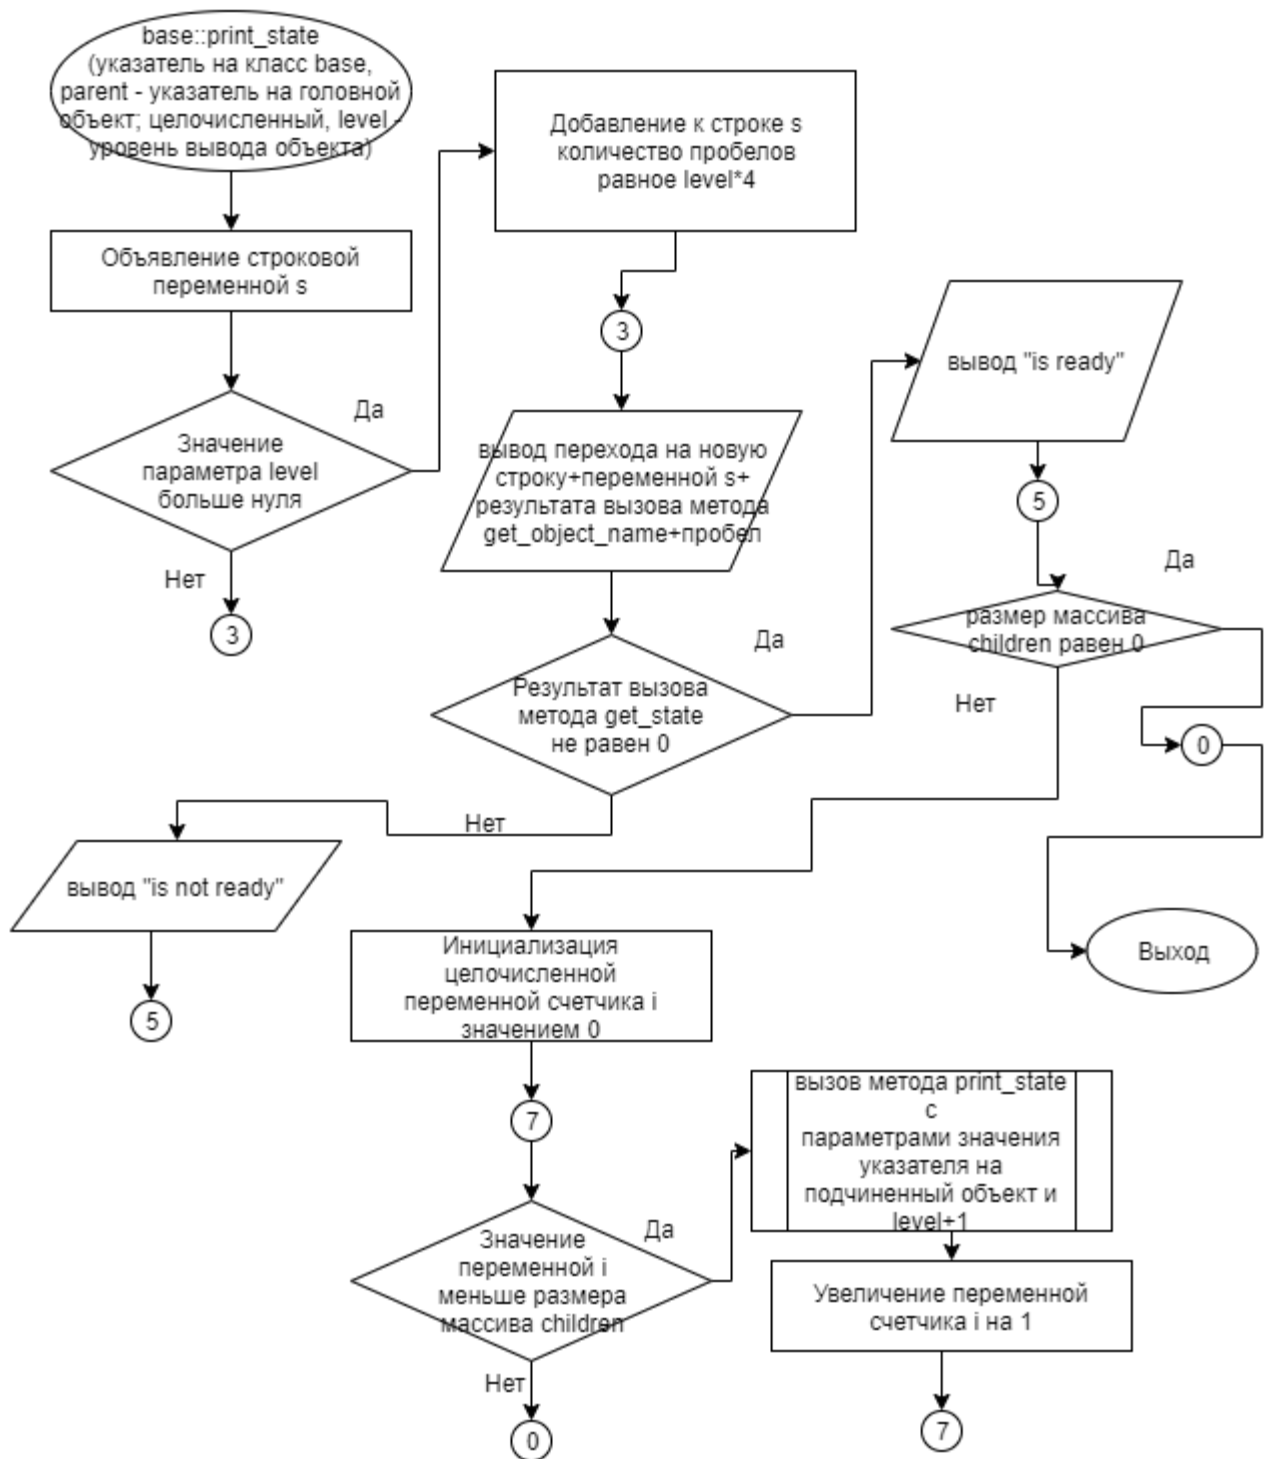 base::print_state
(указатель на класс base,
parent - указатель на головной
объект; целочисленный, level -
уровень вывода объекта)
Объявление строковой
переменной s
Значение
параметра level
больше нуля
Да
Нет
3
Добавление к строке s
количество пробелов
равное level*4
3
вывод перехода на новую
строку+переменной s+
результата вызова метода
get_object_name+пробел
Результат вызова
метода get_state
не равен 0
Да
Нет
вывод "is ready"
5
размер массива
children равен 0
Да
Нет
0
Выход
вывод "is not ready"
5
Инициализация
целочисленной
переменной счетчика i
значением 0
7
Значение
переменной i
меньше размера
массива children
Да
Нет
0
вызов метода print_state
с
параметрами значения
указателя на
подчиненный объект и
level+1
Увеличение переменной
счетчика i на 1
7